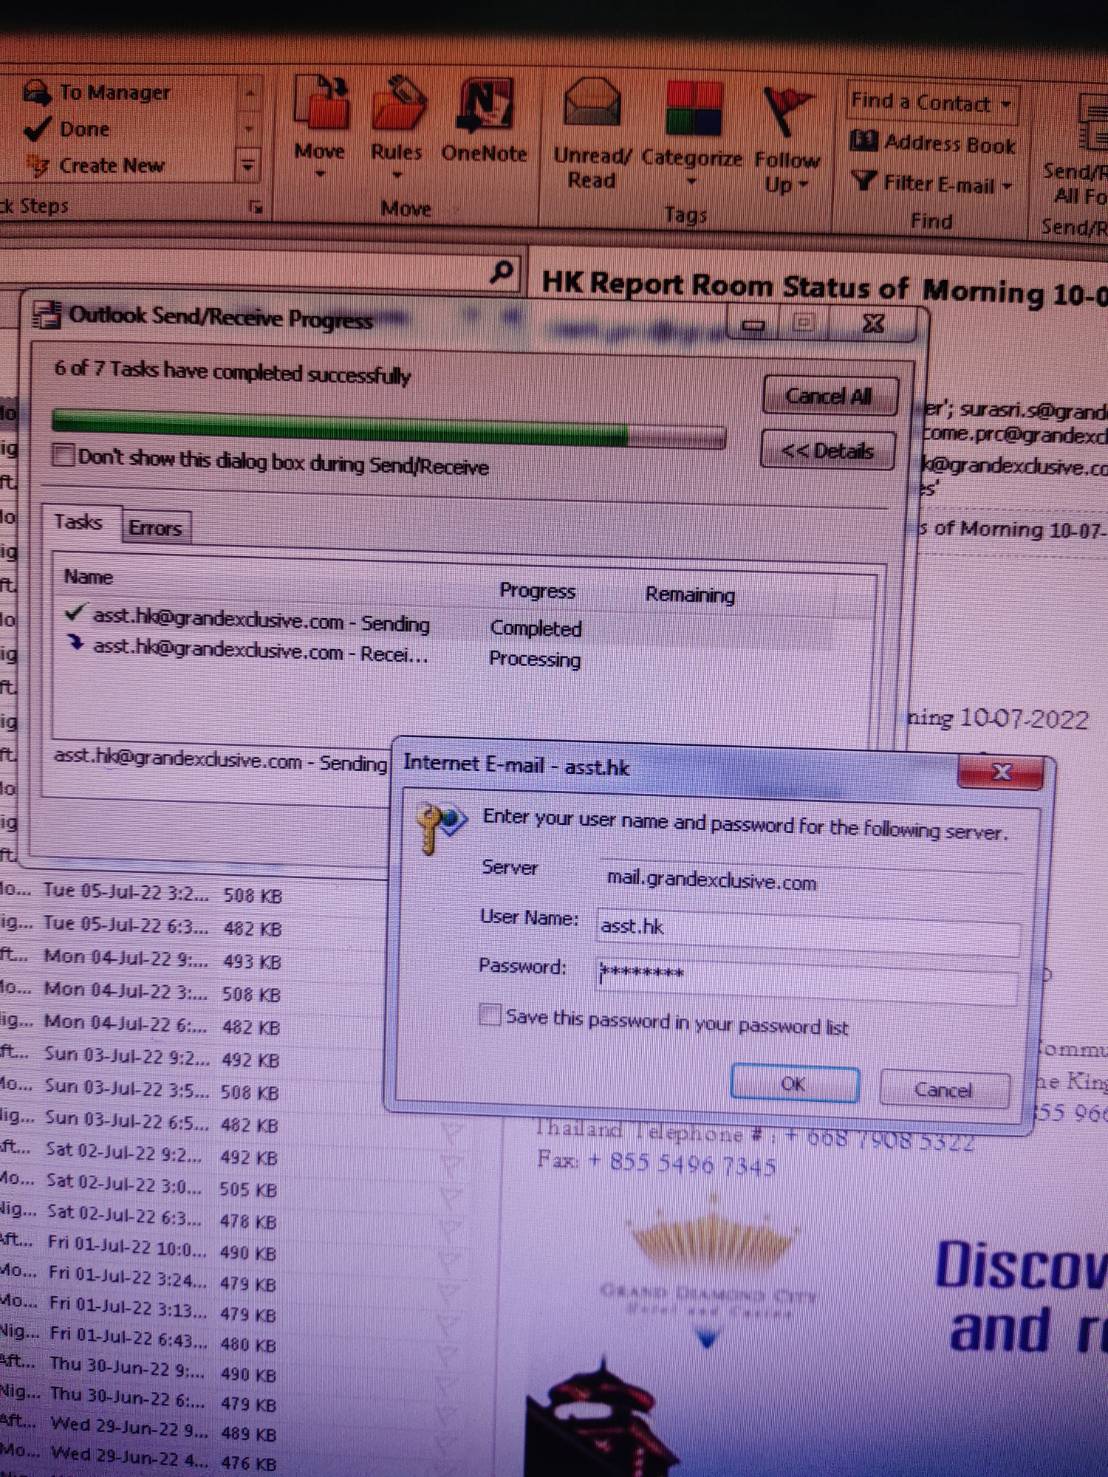 To Manager
Done
Create New
Steps
Move
Rules
OneNote
Move
Unread/
Read
Categorize
Follow
Up
Tags
Find a Contact
Address Book
Filter E-mail
Find
Send/R
All Fo
Send/R
HK Report Room Status of Morning 10-0
Outlook Send/Receive Progress
6 of 7 Tasks have completed successfully
Cancel All
Don't show this dialog box during Send/Receive
<< Details
er'; surasri.s@grand
come.prc@grandexcl
k@grandexclusive.co
es'
s of Morning 10-07-
Tasks
Errors
Name Progress Remaining
asst.hk@grandexclusive.com - Sending Completed
asst.hk@grandexclusive.com - Recei... Processing
ning 10-07-2022
asst.hk@grandexclusive.com - Sending
Internet E-mail - asst.hk
Enter your user name and password for the following server.
Server mail.grandexclusive.com
User Name: asst.hk
Password: ********
Save this password in your password list
OK
Cancel
ommu
he King
855 966
Thailand Telephone # : + 668 7908 5322
Fax: + 855 5496 7345
GRAND DIAMOND CITY
Discov
and r
Mo... Tue 05-Jul-22 3:2... 508 KB
Nig... Tue 05-Jul-22 6:3... 482 KB
Aft... Mon 04-Jul-22 9:... 493 KB
Mo... Mon 04-Jul-22 3:... 508 KB
Nig... Mon 04-Jul-22 6:... 482 KB
Aft... Sun 03-Jul-22 9:2... 492 KB
Mo... Sun 03-Jul-22 3:5... 508 KB
Nig... Sun 03-Jul-22 6:5... 482 KB
Aft... Sat 02-Jul-22 9:2... 492 KB
Mo... Sat 02-Jul-22 3:0... 505 KB
Nig... Sat 02-Jul-22 6:3... 478 KB
Aft... Fri 01-Jul-22 10:0... 490 KB
Mo... Fri 01-Jul-22 3:24... 479 KB
Mo... Fri 01-Jul-22 3:13... 479 KB
Nig... Fri 01-Jul-22 6:43... 480 KB
Aft... Thu 30-Jun-22 9:... 490 KB
Nig... Thu 30-Jun-22 6:... 479 KB
Aft... Wed 29-Jun-22 9... 489 KB
Mo... Wed 29-Jun-22 4... 476 KB